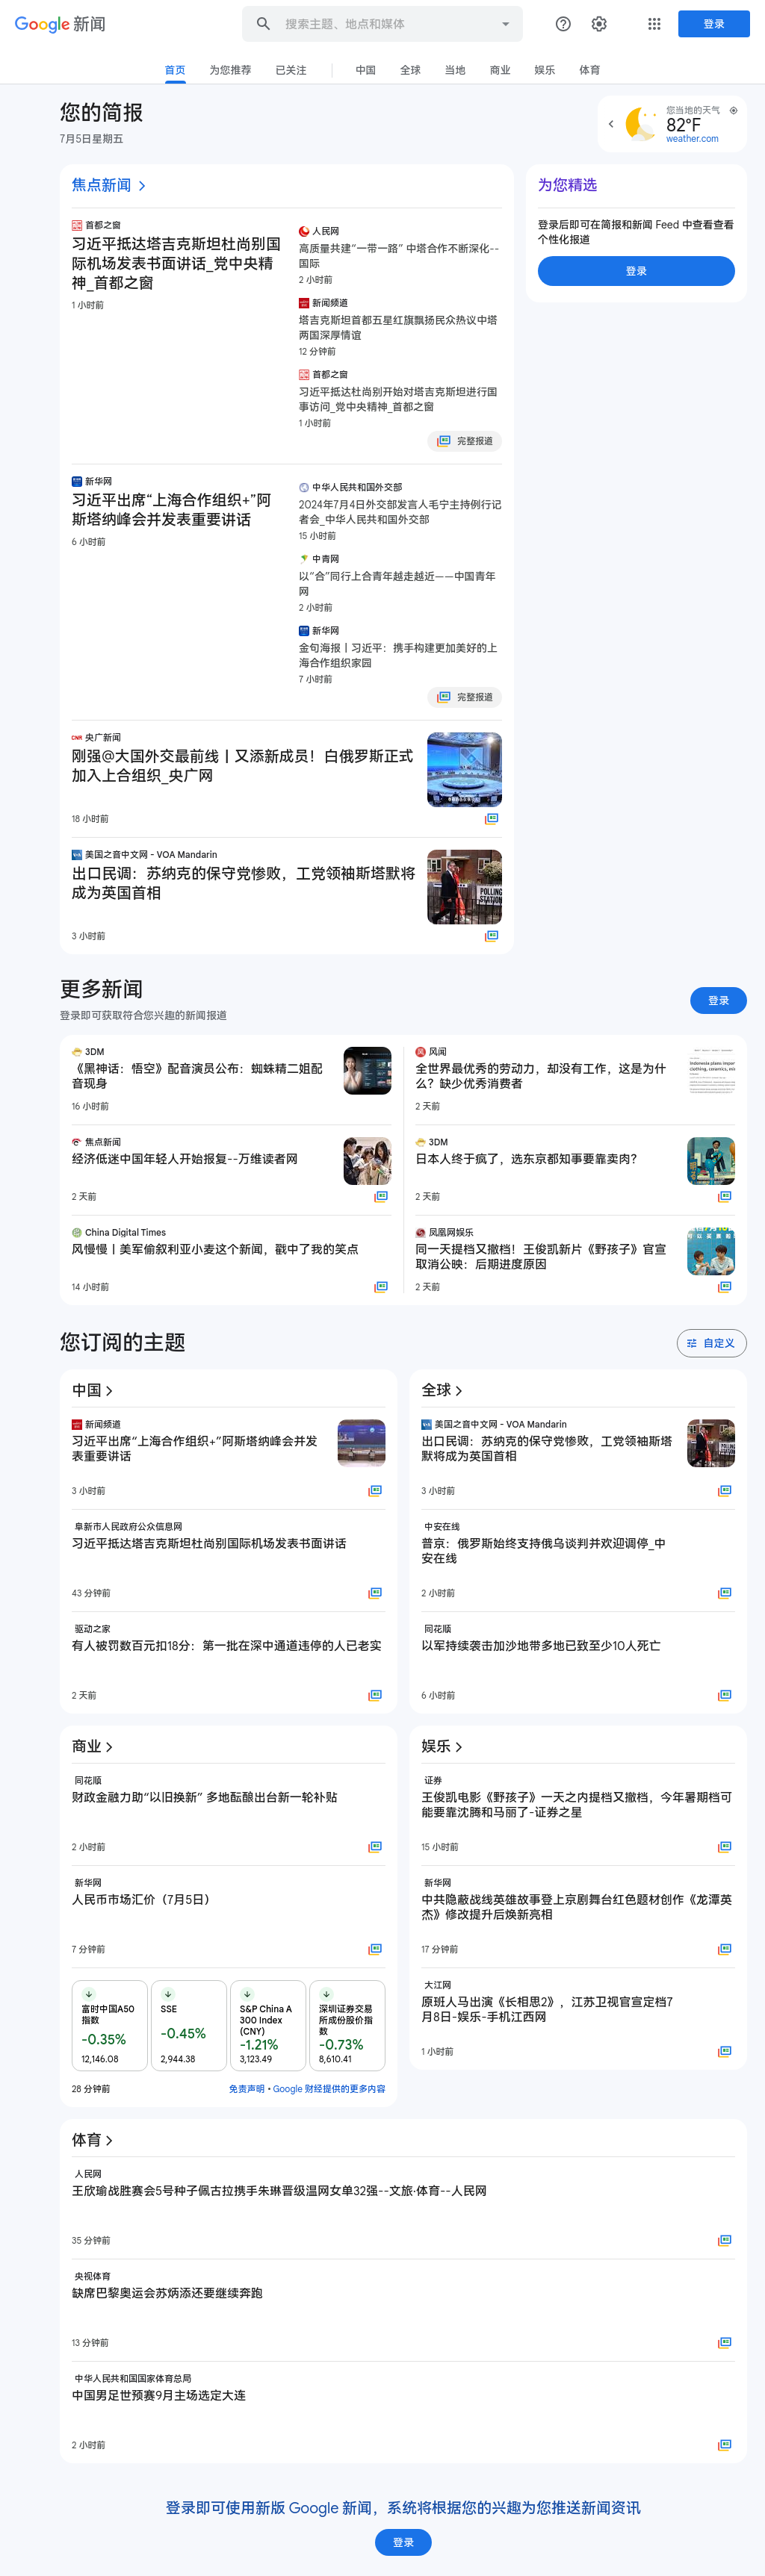 Google 新闻
搜索主题、地点和媒体
登录
首页 为您推荐 已关注 中国 全球 当地 商业 娱乐 体育
您的简报
7月5日星期五
您当地的天气
82°F
weather.com
焦点新闻
首都之窗
习近平抵达塔吉克斯坦杜尚别国
际机场发表书面讲话_党中央精
神_首都之窗
1 小时前
人民网
高质量共建“一带一路” 中塔合作不断深化--
国际
2 小时前
新闻频道
塔吉克斯坦首都五星红旗飘扬民众热议中塔
两国深厚情谊
12 分钟前
首都之窗
习近平抵达杜尚别开始对塔吉克斯坦进行国
事访问_党中央精神_首都之窗
1 小时前
完整报道
为您精选
登录后即可在简报和新闻 Feed 中查看查看
个性化报道
登录
新华网
习近平出席“上海合作组织+”阿
斯塔纳峰会并发表重要讲话
6 小时前
中华人民共和国外交部
2024年7月4日外交部发言人毛宁主持例行记
者会_中华人民共和国外交部
15 小时前
中青网
以“合”同行上合青年越走越近——中国青年
网
2 小时前
新华网
金句海报丨习近平：携手构建更加美好的上
海合作组织家园
7 小时前
完整报道
央广新闻
刚强@大国外交最前线丨又添新成员！白俄罗斯正式
加入上合组织_央广网
18 小时前
美国之音中文网 - VOA Mandarin
出口民调：苏纳克的保守党惨败，工党领袖斯塔默将
成为英国首相
3 小时前
POLLING
STATION
更多新闻
登录即可获取符合您兴趣的新闻报道
登录
3DM
《黑神话：悟空》配音演员公布：蜘蛛精二姐配
音现身
16 小时前
风闻
全世界最优秀的劳动力，却没有工作，这是为什
么？缺少优秀消费者
2 天前
焦点新闻
经济低迷中国年轻人开始报复--万维读者网
2 天前
3DM
日本人终于疯了，选东京都知事要靠卖肉？
2 天前
China Digital Times
风慢慢丨美军偷叙利亚小麦这个新闻，戳中了我的笑点
14 小时前
凤凰网娱乐
同一天提档又撤档！王俊凯新片《野孩子》官宣
取消公映：后期进度原因
2 天前
您订阅的主题
自定义
中国
新闻频道
习近平出席“上海合作组织+”阿斯塔纳峰会并发
表重要讲话
3 小时前
阜新市人民政府公众信息网
习近平抵达塔吉克斯坦杜尚别国际机场发表书面讲话
43 分钟前
驱动之家
有人被罚数百元扣18分：第一批在深中通道违停的人已老实
2 天前
全球
美国之音中文网 - VOA Mandarin
出口民调：苏纳克的保守党惨败，工党领袖斯塔
默将成为英国首相
3 小时前
中安在线
普京：俄罗斯始终支持俄乌谈判并欢迎调停_中
安在线
2 小时前
同花顺
以军持续袭击加沙地带多地已致至少10人死亡
6 小时前
商业
同花顺
财政金融力助“以旧换新” 多地酝酿出台新一轮补贴
2 小时前
新华网
人民币市场汇价（7月5日）
7 分钟前
富时中国A50
指数
-0.35%
12,146.08
SSE
-0.45%
2,944.38
S&P China A
300 Index
(CNY)
-1.21%
3,123.49
深圳证券交易
所成份股价指
数
-0.73%
8,610.41
28 分钟前
免责声明 • Google 财经提供的更多内容
娱乐
证券
王俊凯电影《野孩子》一天之内提档又撤档，今年暑期档可
能要靠沈腾和马丽了-证券之星
15 小时前
新华网
中共隐蔽战线英雄故事登上京剧舞台红色题材创作《龙潭英
杰》修改提升后焕新亮相
17 分钟前
大江网
原班人马出演《长相思2》，江苏卫视官宣定档7
月8日-娱乐-手机江西网
1 小时前
体育
人民网
王欣瑜战胜赛会5号种子佩古拉携手朱琳晋级温网女单32强--文旅·体育--人民网
35 分钟前
央视体育
缺席巴黎奥运会苏炳添还要继续奔跑
13 分钟前
中华人民共和国国家体育总局
中国男足世预赛9月主场选定大连
2 小时前
登录即可使用新版 Google 新闻，系统将根据您的兴趣为您推送新闻资讯
登录